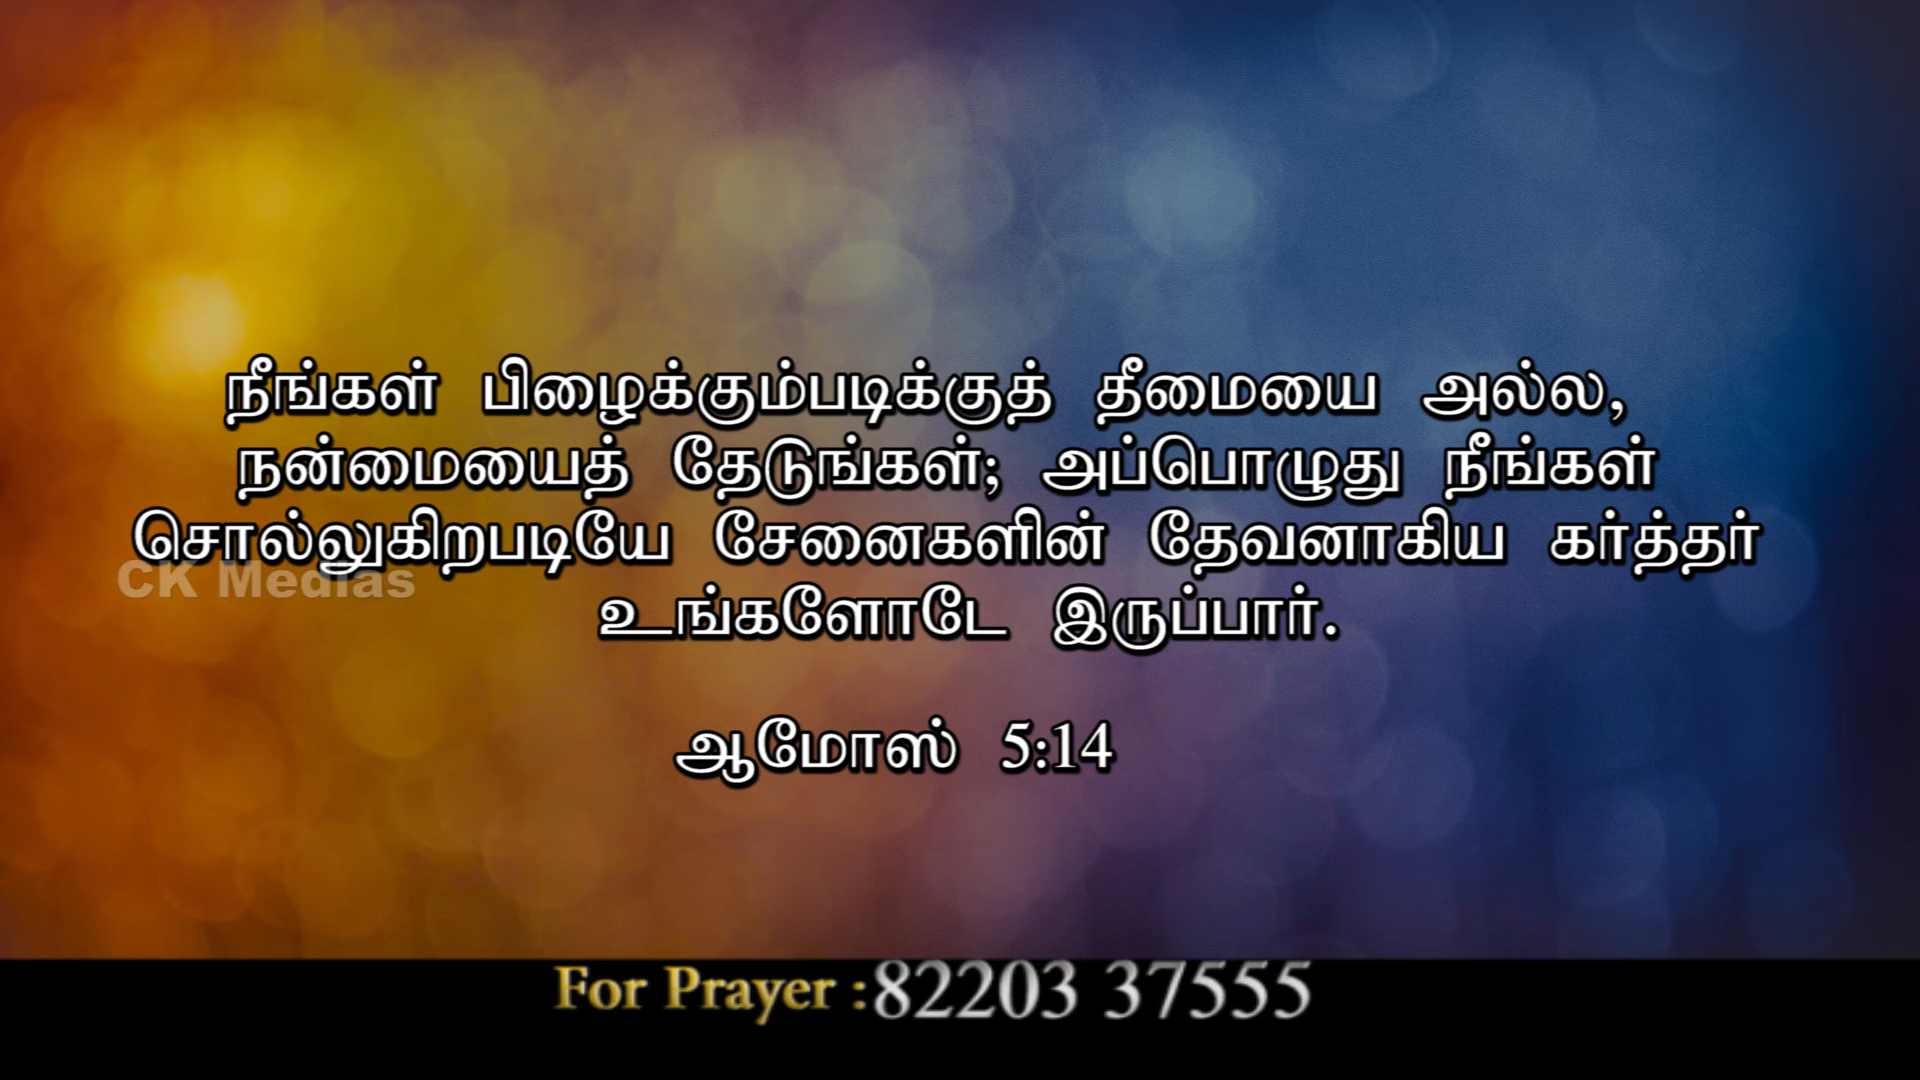 நீங்கள் பிழைக்கும்படிக்குத் தீமையை அல்ல,
நன்மையைத் தேடுங்கள்; அப்பொழுது நீங்கள்
சொல்லுகிறபடியே சேனைகளின் தேவனாகிய கர்த்தர்
CK Medias
உங்களோடே இருப்பார்.
ஆமோஸ் 5:14
For Prayer : 82203 37555